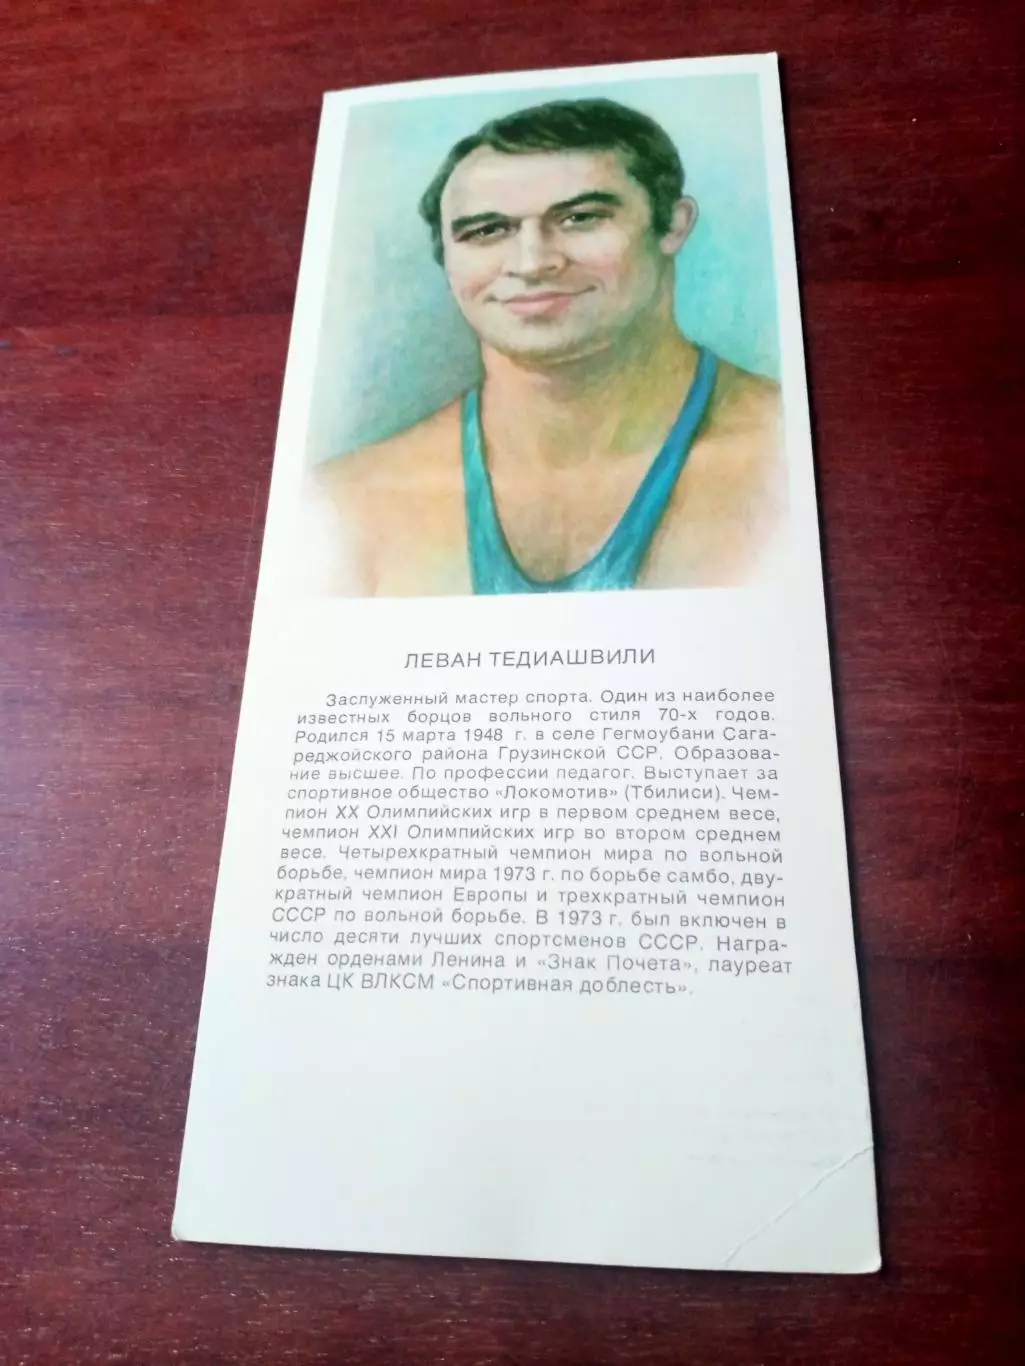 ЛЕВАН ТЕДИАШВИЛИ
Заслуженный мастер спорта. Один из наиболее
известных борцов вольного стиля 70-х годов.
Родился 15 марта 1948 г. в селе Гегмоубани Сага-
реджойского района Грузинской ССР. Образова-
ние высшее. По профессии педагог. Выступает за
спортивное общество «Локомотив» (Тбилиси). Чем-
пион XX Олимпийских игр в первом среднем весе,
чемпион XXI Олимпийских игр во втором среднем
весе. Четырехкратный чемпион мира по вольной
борьбе, чемпион мира 1973 г. по борьбе самбо, дву-
кратный чемпион Европы и трехкратный чемпион
СССР по вольной борьбе. В 1973 г. был включен в
число десяти лучших спортсменов СССР. Награ-
жден орденами Ленина и «Знак Почета», лауреат
знака ЦК ВЛКСМ «Спортивная доблесть».